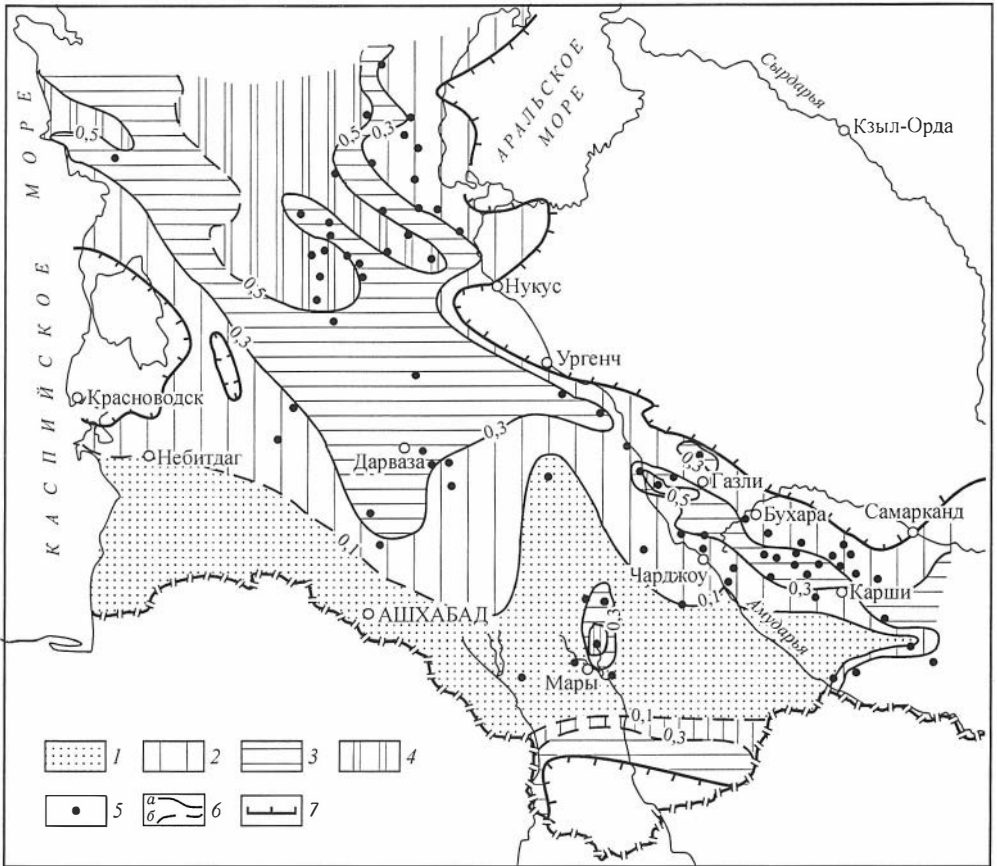 КАСПИЙСКОЕ МОРЕ
АРАЛЬСКОЕ
МОРЕ
Сырдарья
Кзыл-Орда
0,5
0,5
0,3
0,5
0,3
Нукус
Ургенч
Красноводск
Небитдаг
Дарваза
0,3
0,3
Газли
0,5
Бухара
Самарканд
Чарджоу
0,1
0,3
Карши
0,1
АШХАБАД
Амударья
0,3
Мары
0,1
0,3
1
2
3
4
5
а
б
6
7